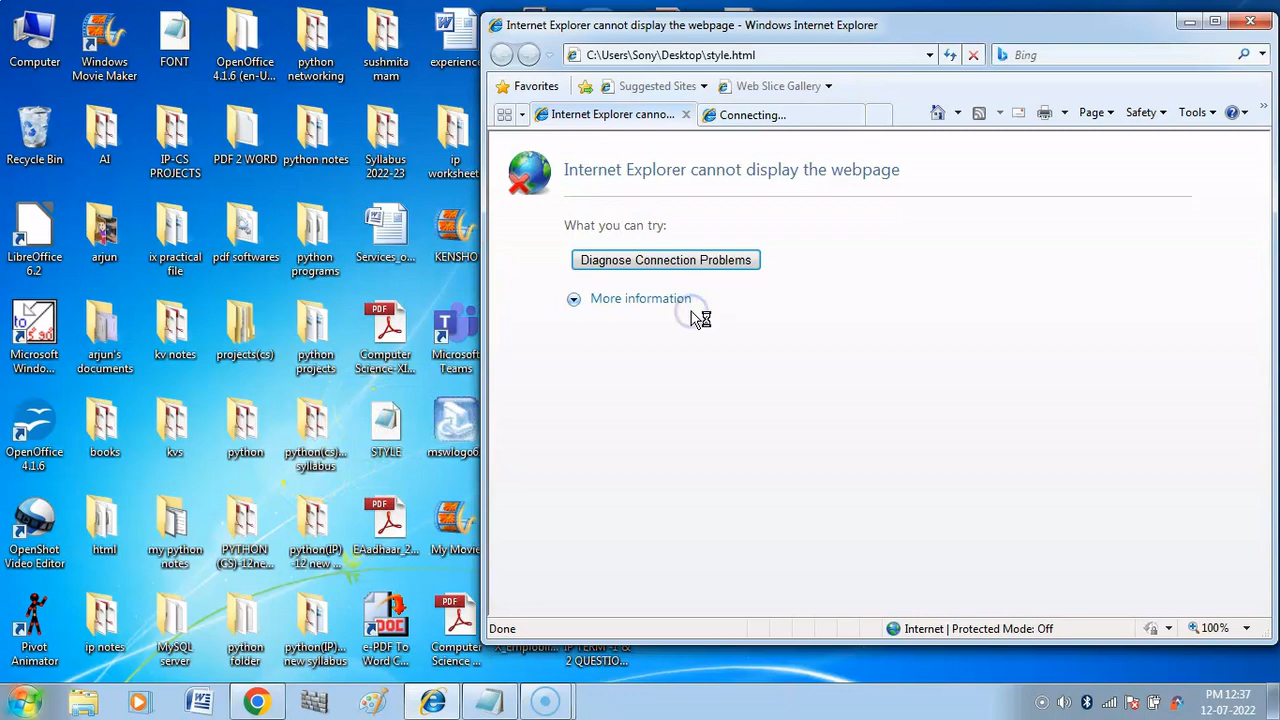 Computer
Windows
Movie Maker
FONT
OpenOffice
4.1.6 (en-U...
python
networking
sushmita
mam
experience
Recycle Bin
AI
IP-CS
PROJECTS
PDF 2 WORD
python notes
Syllabus
2022-23
ip
worksheet
LibreOffice
6.2
arjun
ix practical
file
pdf softwares
python
programs
Services_o...
KENSHO
Microsoft
Windo...
arjun's
documents
kv notes
projects(cs)
python
projects
Computer
Science-XI...
Microsoft
Teams
OpenOffice
4.1.6
books
kvs
python
python(cs)...
syllabus
STYLE
mswlogo6
OpenShot
Video Editor
html
my python
notes
PYTHON
(CS)-12ne...
python(IP)
-12 new ...
EAadhaar_2...
My Movie
Pivot
Animator
ip notes
MySQL
server
python
folder
python(IP)...
new syllabus
e-PDF To
Word C...
Computer
Science ...
& 2 QUESTIO...
Internet Explorer cannot display the webpage - Windows Internet Explorer
C:\Users\Sony\Desktop\style.html
Bing
Favorites
Suggested Sites
Web Slice Gallery
Internet Explorer canno...
Connecting...
Page
Safety
Tools
Internet Explorer cannot display the webpage
What you can try:
Diagnose Connection Problems
More information
Done
Internet | Protected Mode: Off
100%
PM 12:37
12-07-2022